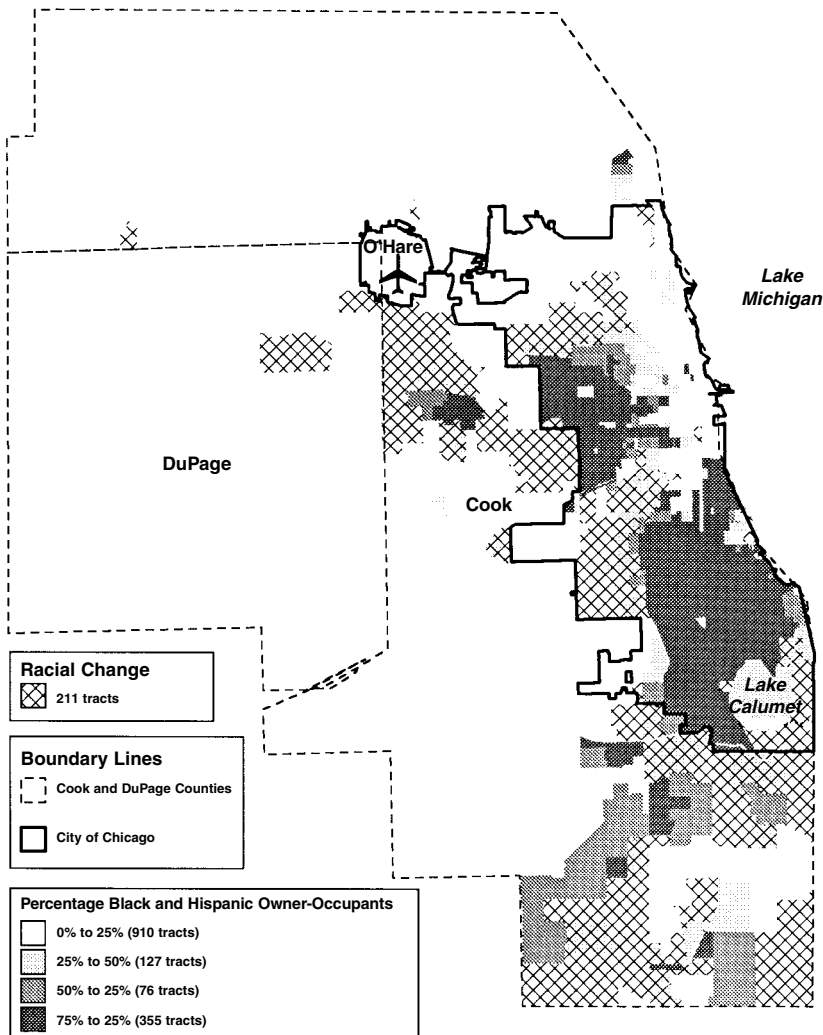 O'Hare
Lake
Michigan
DuPage
Cook
Lake
Calumet
Racial Change
211 tracts
Boundary Lines
Cook and DuPage Counties
City of Chicago
Percentage Black and Hispanic Owner-Occupants
0% to 25% (910 tracts)
25% to 50% (127 tracts)
50% to 25% (76 tracts)
75% to 25% (355 tracts)